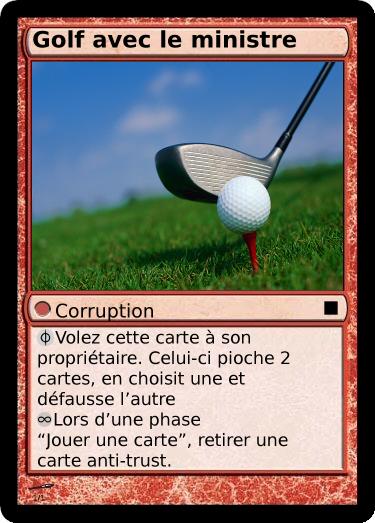 Golf avec le ministre
Corruption
⌽Volez cette carte à son
propriétaire. Celui-ci pioche 2
cartes, en choisit une et
défausse l’autre
∞Lors d’une phase
“Jouer une carte”, retirer une
carte anti-trust.